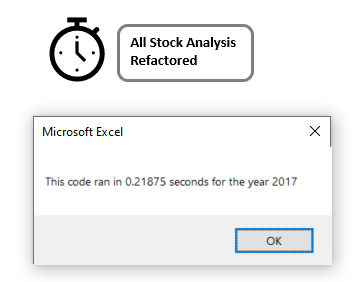 All Stock Analysis
Refactored
Microsoft Excel
This code ran in 0.21875 seconds for the year 2017
OK